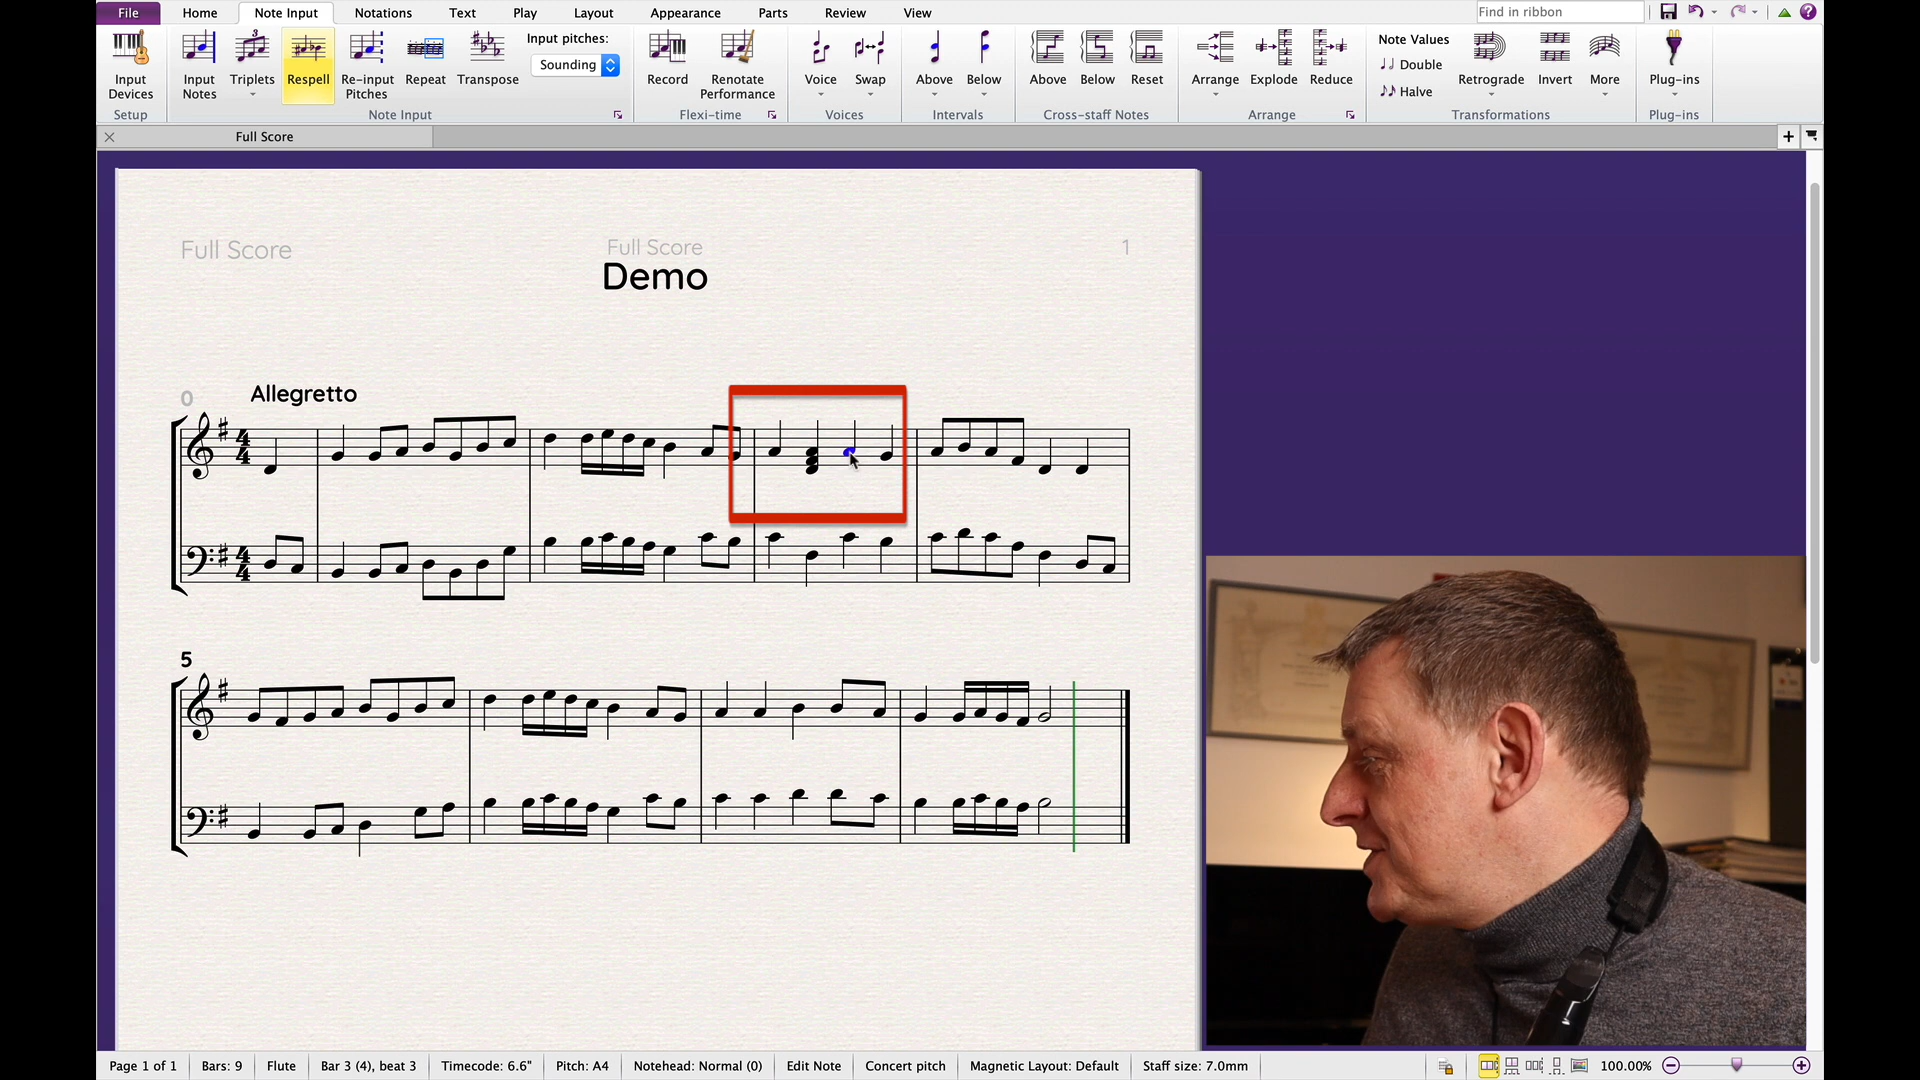 File Home Note Input Notations Text Play Layout Appearance Parts Review View Find in ribbon
Input Devices
Input Notes
3
Triplets
Respell
Re-input Pitches
Repeat
Transpose
Input pitches:
Sounding
Record
Renotate Performance
Voice
Swap
Above
Below
Above
Below
Reset
Arrange
Explode
Reduce
Note Values
Double
Halve
Retrograde
Invert
More
Plug-ins
Setup Note Input Flexi-time Voices Intervals Cross-staff Notes Arrange Transformations Plug-ins
Full Score
Full Score Full Score 1
Demo
0 Allegretto
4
4
4
4
5
Page 1 of 1 Bars: 9 Flute Bar 3 (4), beat 3 Timecode: 6.6" Pitch: A4 Notehead: Normal (0) Edit Note Concert pitch Magnetic Layout: Default Staff size: 7.0mm 100.00%